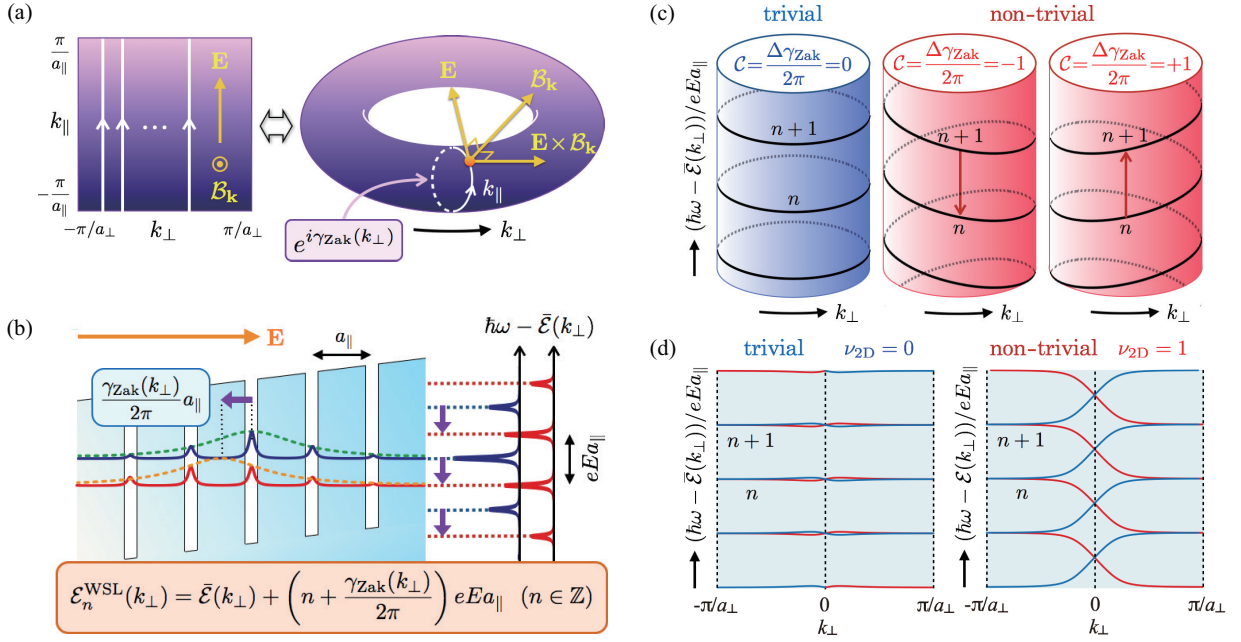 (a)
π/a∥
k∥
−π/a∥
−π/a⊥
k⊥
π/a⊥
E
ℬk
...
E
ℬk
E × ℬk
k∥
e^{iγZak(k⊥)}
k⊥
(b)
E
a∥
ħω − ℰ̄(k⊥)
γZak(k⊥)/2π a∥
eEa∥
ℰnWSL(k⊥) = ℰ̄(k⊥) + (n + γZak(k⊥)/2π) eEa∥ (n ∈ ℤ)
(c)
trivial
non-trivial
(ħω − ℰ̄(k⊥))/eEa∥
𝒞 = ΔγZak/2π = 0
𝒞 = ΔγZak/2π = −1
𝒞 = ΔγZak/2π = +1
n + 1
n
n + 1
n
n + 1
n
k⊥
k⊥
k⊥
(d)
trivial ν2D = 0
non-trivial ν2D = 1
(ħω − ℰ̄(k⊥))/eEa∥
n + 1
n
-π/a⊥
0
π/a⊥
k⊥
(ħω − ℰ̄(k⊥))/eEa∥
n + 1
n
-π/a⊥
0
π/a⊥
k⊥